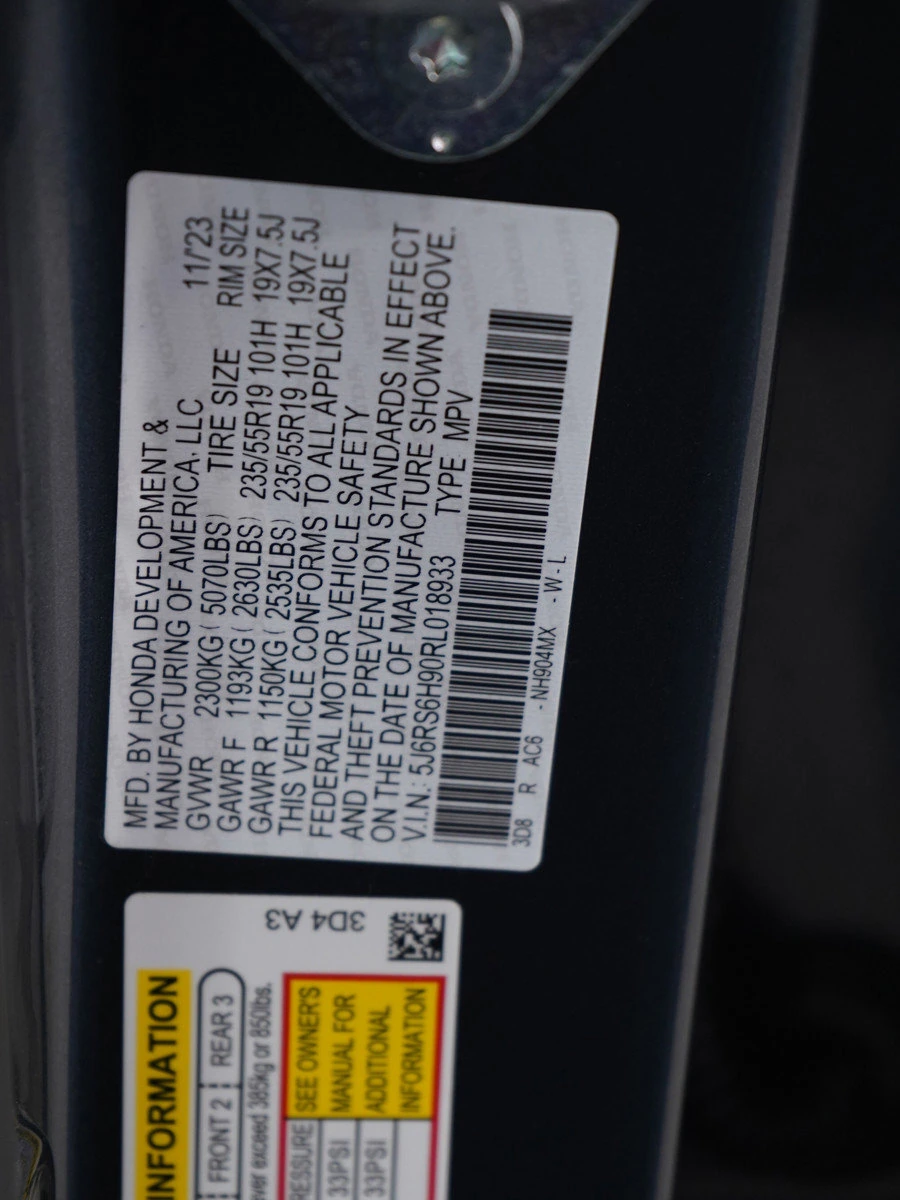 MFD. BY HONDA DEVELOPMENT &
MANUFACTURING OF AMERICA, LLC 11/'23
GVWR 2300KG ( 5070LBS) TIRE SIZE RIM SIZE
GAWR F 1193KG ( 2630LBS) 235/55R19 101H 19X7.5J
GAWR R 1150KG ( 2535LBS) 235/55R19 101H 19X7.5J
THIS VEHICLE CONFORMS TO ALL APPLICABLE
FEDERAL MOTOR VEHICLE SAFETY
AND THEFT PREVENTION STANDARDS IN EFFECT
ON THE DATE OF MANUFACTURE SHOWN ABOVE.
V.I.N.: 5J6RS6H90RL018933 TYPE MPV
3D8 R AC6 - NH904MX - W - L
3D4 A3
INFORMATION
FRONT 2 REAR 3
exceed 385kg or 850lbs.
SEE OWNER'S
33PSI MANUAL FOR
33PSI ADDITIONAL
INFORMATION